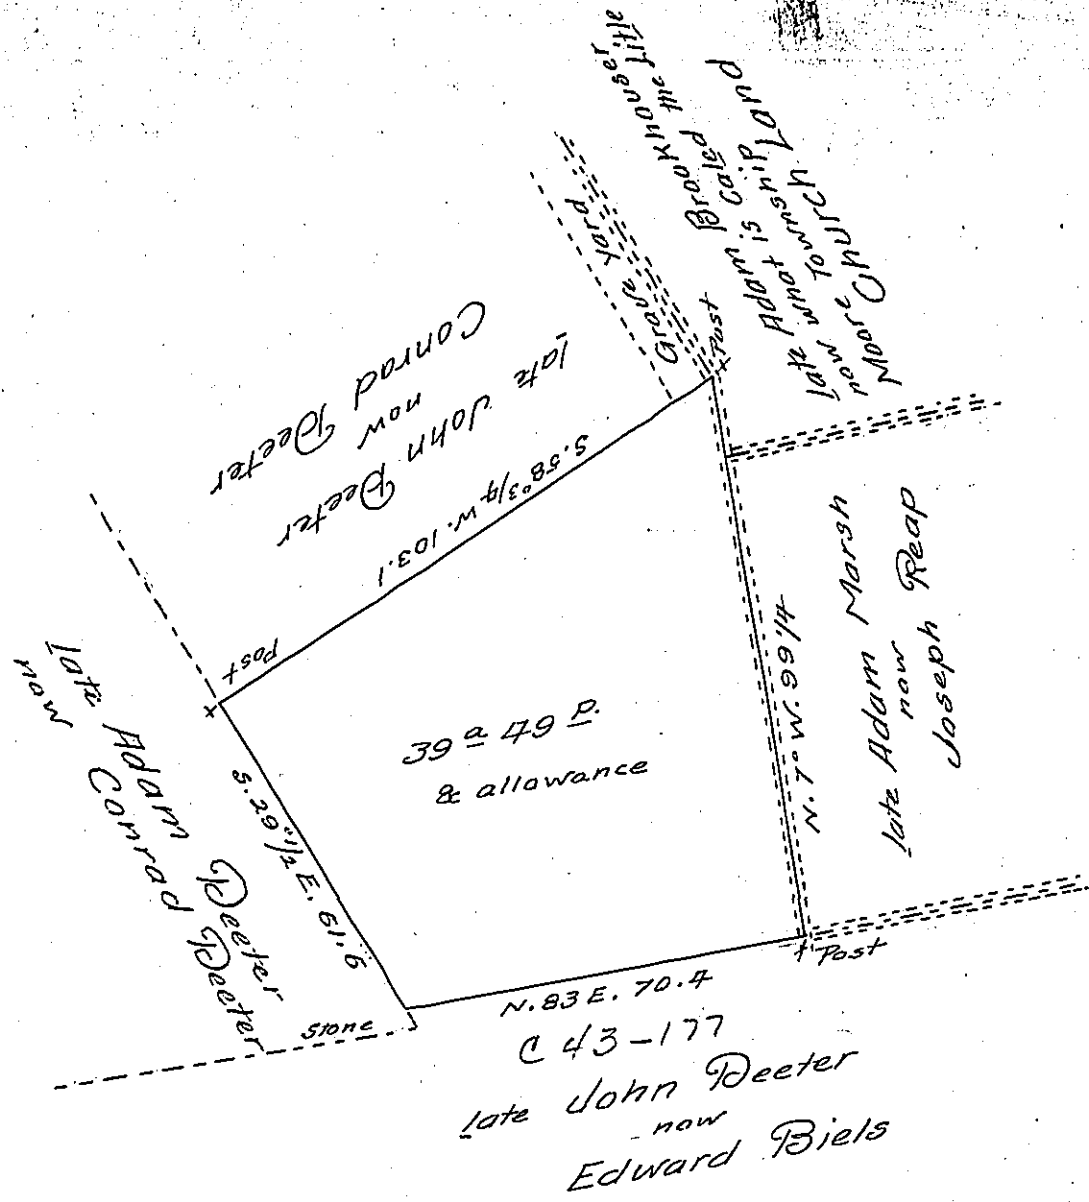 late Adam Brackhouser
now what is caled the Litle
Moore Township
Moor Church Land
Grave Yard
Post
late John Deeter
now
Conrad Deeter
S. 58°3/4 W. 103.1
Post
late Adam Deeter
now
Conrad Deeter
S. 29°1/2 E. 61.6
39 a 49 P.
& allowance
N. 7° W. 99 1/4
late Adam Marsh
now
Joseph Reap
Post
Stone
N. 83 E. 70.4
C 43-177
late John Deeter
now
Edward Biels